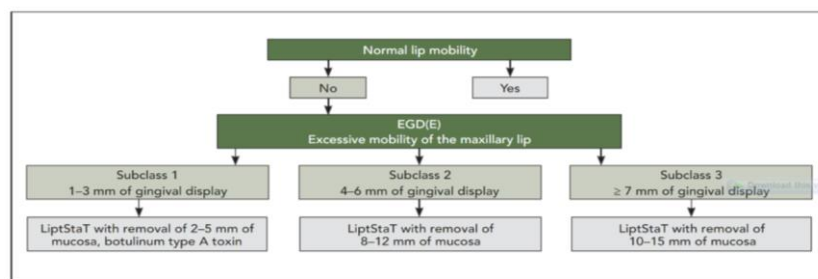 Normal lip mobility
No
Yes
EGD(E)
Excessive mobility of the maxillary lip
Subclass 1
1–3 mm of gingival display
Subclass 2
4–6 mm of gingival display
Subclass 3
≥ 7 mm of gingival display
LiptStaT with removal of 2–5 mm of
mucosa, botulinum type A toxin
LiptStaT with removal of
8–12 mm of mucosa
LiptStaT with removal of
10–15 mm of mucosa